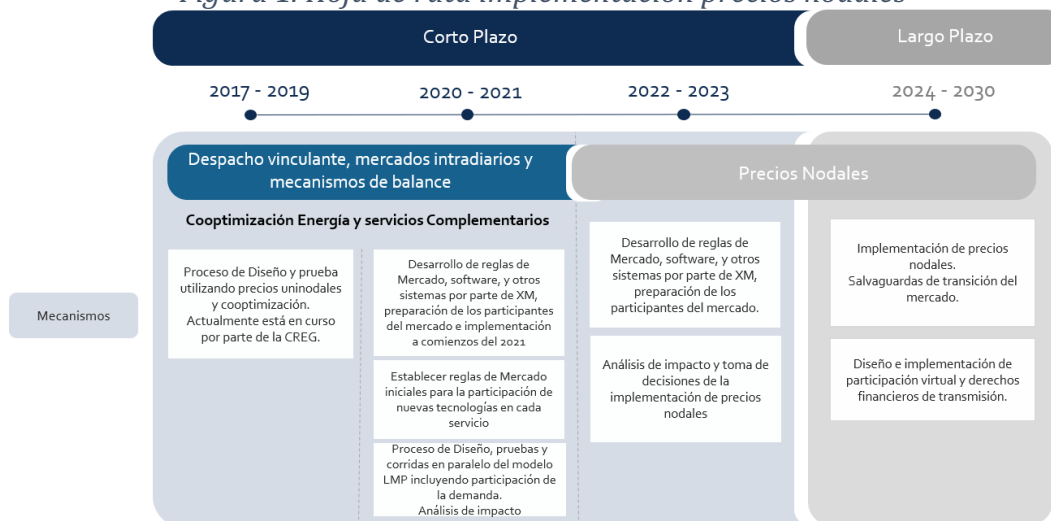 Figura 1. Hoja de ruta implementación precios nodales
Corto Plazo
Largo Plazo
2017 - 2019
2020 - 2021
2022 - 2023
2024 - 2030
Despacho vinculante, mercados intradiarios y
mecanismos de balance
Precios Nodales
Cooptimización Energía y servicios Complementarios
Mecanismos
Proceso de Diseño y prueba
utilizando precios uninodales
y cooptimización.
Actualmente está en curso
por parte de la CREG.
Desarrollo de reglas de
Mercado, software, y otros
sistemas por parte de XM,
preparación de los participantes
del mercado e implementación
a comienzos del 2021
Establecer reglas de Mercado
iniciales para la participación de
nuevas tecnologías en cada
servicio
Proceso de Diseño, pruebas y
corridas en paralelo del modelo
LMP incluyendo participación de
la demanda.
Análisis de impacto
Desarrollo de reglas de
Mercado, software, y otros
sistemas por parte de XM,
preparación de los
participantes del mercado.
Análisis de impacto y toma de
decisiones de la
implementación de precios
nodales
Implementación de precios
nodales.
Salvaguardas de transición del
mercado.
Diseño e implementación de
participación virtual y derechos
financieros de transmisión.